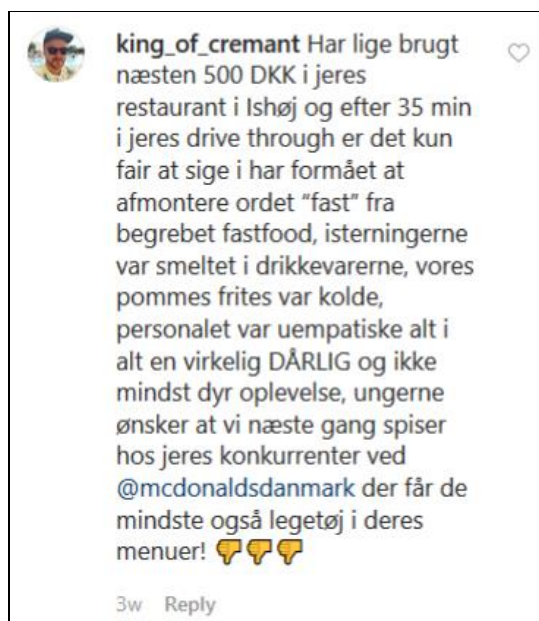 king_of_cremant Har lige brugt
næsten 500 DKK i jeres
restaurant i Ishøj og efter 35 min
i jeres drive through er det kun
fair at sige i har formået at
afmontere ordet “fast” fra
begrebet fastfood, isterningerne
var smeltet i drikkevarerne, vores
pommes frites var kolde,
personalet var uempatiske alt i
alt en virkelig DÅRLIG og ikke
mindst dyr oplevelse, ungerne
ønsker at vi næste gang spiser
hos jeres konkurrenter ved
@mcdonaldsdanmark der får de
mindste også legetøj i deres
menuer! 👎👎👎
3w Reply